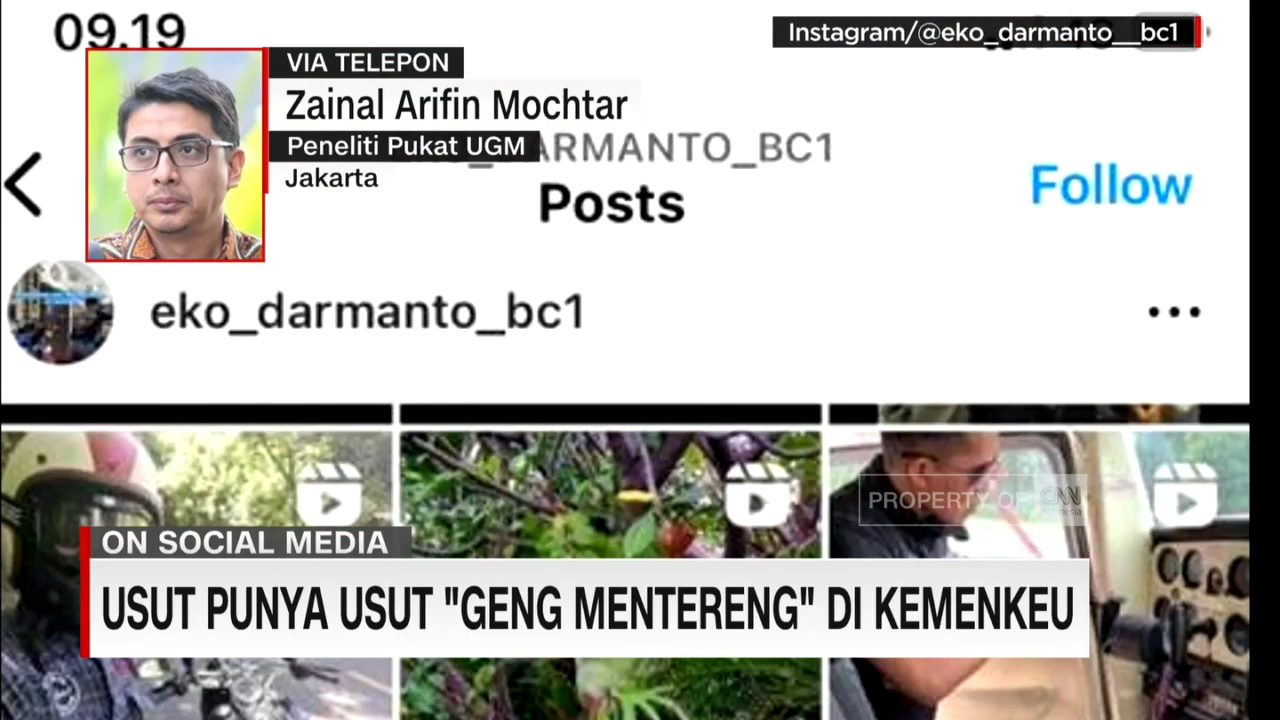 09.19
Instagram/@eko_darmanto__bc1
VIA TELEPON
Zainal Arifin Mochtar
Peneliti Pukat UGM
ARMANTO_BC1
Jakarta
Posts
Follow
eko_darmanto_bc1
PROPERTY OF CNN
ON SOCIAL MEDIA
USUT PUNYA USUT "GENG MENTERENG" DI KEMENKEU